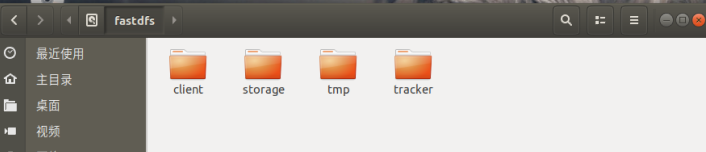 fastdfs
最近使用
主目录
桌面
视频
client
storage
tmp
tracker